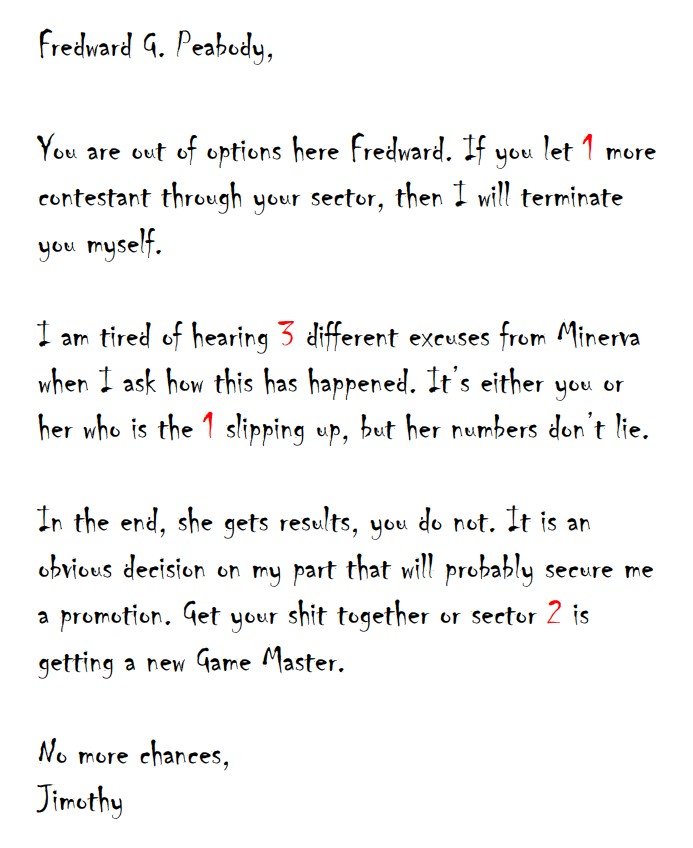 Fredward G. Peabody,
You are out of options here Fredward. If you let 1 more
contestant through your sector, then I will terminate
you myself.
I am tired of hearing 3 different excuses from Minerva
when I ask how this has happened. It's either you or
her who is the 1 slipping up, but her numbers don't lie.
In the end, she gets results, you do not. It is an
obvious decision on my part that will probably secure me
a promotion. Get your shit together or sector 2 is
getting a new Game Master.
No more chances,
Jimothy